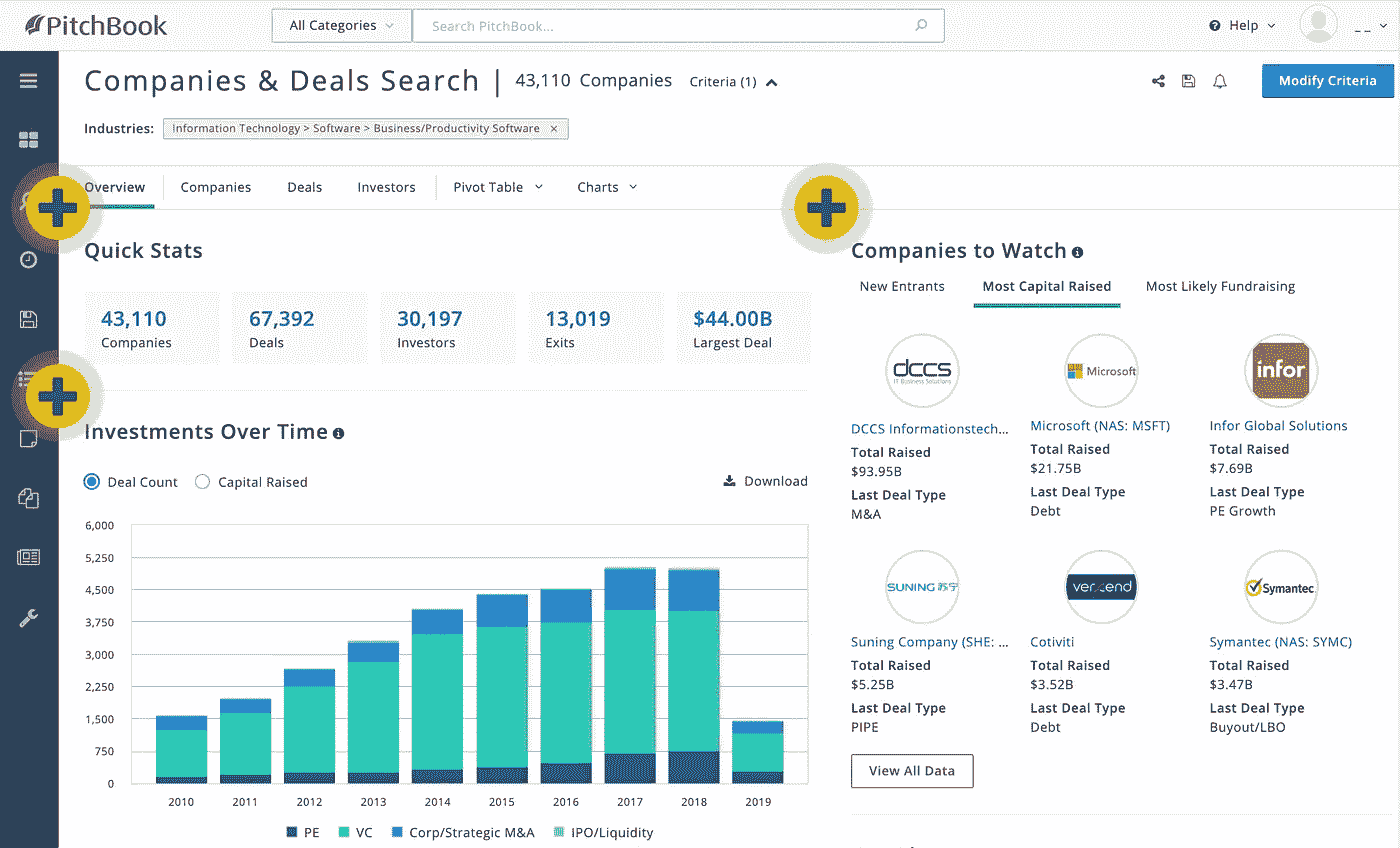 PitchBook
All Categories
Search PitchBook...
Help
Companies & Deals Search | 43,110 Companies Criteria (1)
Modify Criteria
Industries: Information Technology > Software > Business/Productivity Software ×
Overview Companies Deals Investors Pivot Table Charts
Quick Stats
43,110 67,392 30,197 13,019 $44.00B
Companies Deals Investors Exits Largest Deal
Investments Over Time
Deal Count Capital Raised Download
6,000
5,250
4,500
3,750
3,000
2,250
1,500
750
0
2010 2011 2012 2013 2014 2015 2016 2017 2018 2019
PE VC Corp/Strategic M&A IPO/Liquidity
Companies to Watch
New Entrants Most Capital Raised Most Likely Fundraising
dccs
IT Business Solutions
Microsoft
infor
DCCS Informationstech... Microsoft (NAS: MSFT) Infor Global Solutions
Total Raised Total Raised Total Raised
$93.95B $21.75B $7.69B
Last Deal Type Last Deal Type Last Deal Type
M&A Debt PE Growth
SUNING 苏宁
verscend
Symantec.
Suning Company (SHE: ... Cotiviti Symantec (NAS: SYMC)
Total Raised Total Raised Total Raised
$5.25B $3.52B $3.47B
Last Deal Type Last Deal Type Last Deal Type
PIPE Debt Buyout/LBO
View All Data